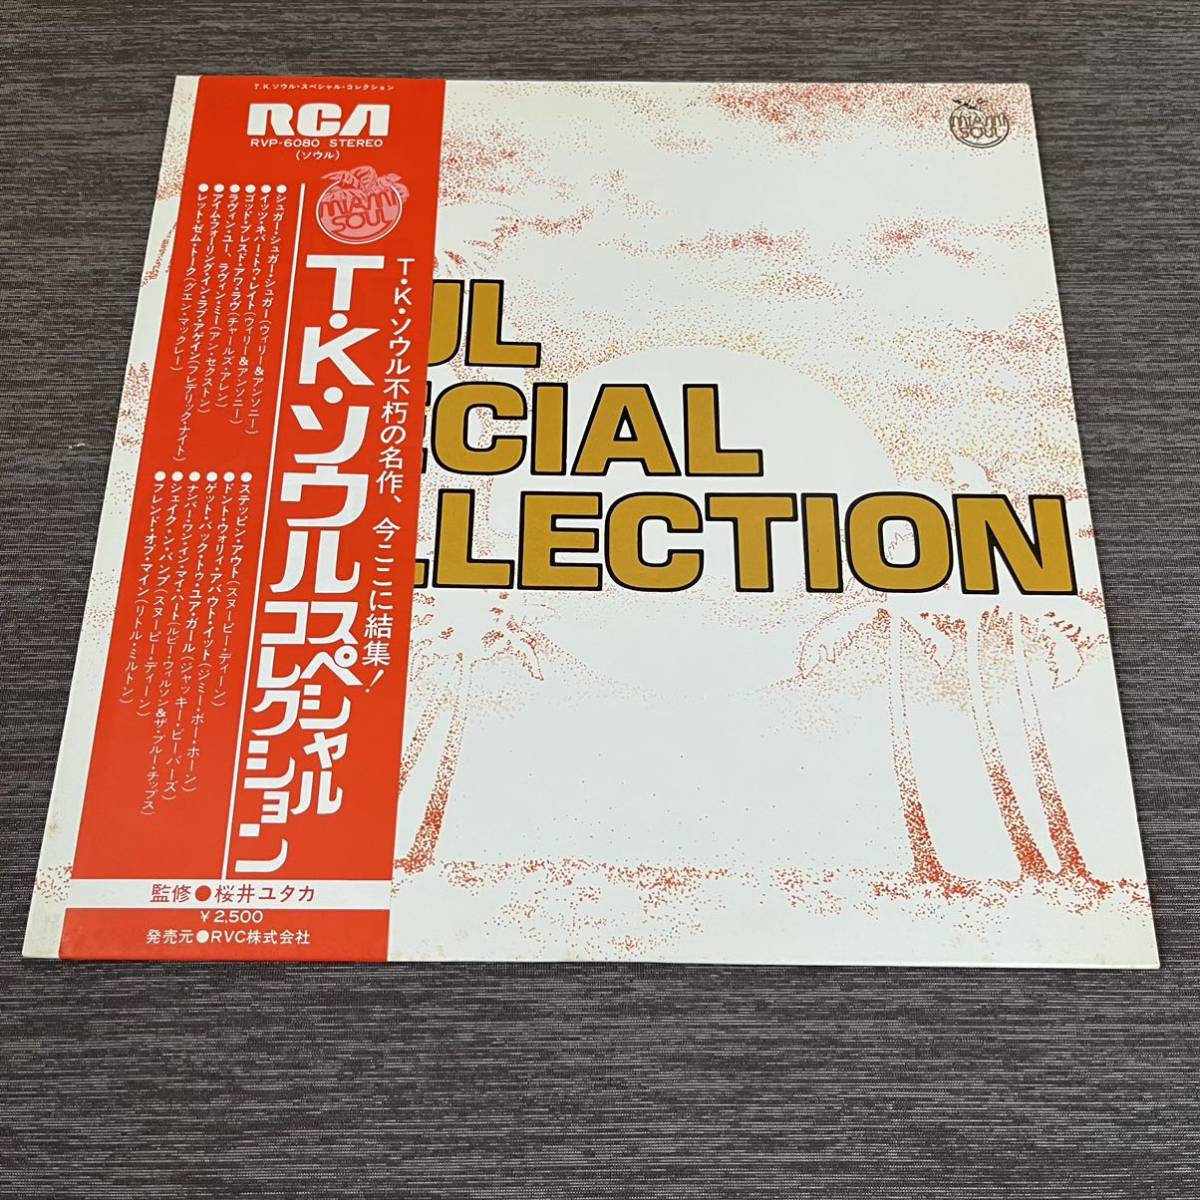 T.K.ソウル・スペシャル・コレクション
RCA
RVP-6080 STEREO
(ソウル)
MIAMI
SOUL
T・K・ソウル不朽の名作、今ここに結集！
T・K・ソウルスペシャル
コレクション
●シュガー・シュガー・シュガー(ウィリー&アンソニー)
●イッツ・ネバー・トゥ・レイト(ウィリー&アンソニー)
●ゴッド・ブレスド・アワ・ラヴ(チャールズ・アレン)
●ラヴィン・ユー、ラヴィン・ミー(アン・セクストン)
●アイム・フォーリング・イン・ラブ・アゲイン(フレデリック・ナイト)
●レット・ゼム・トーク(グエン・マックレー)
●ステッピン・アウト(スヌーピー・ディーン)
●ドント・ウォリィ・アバウト・イット(ジミー・ボー・ホーン)
●ゲット・バック・トゥ・ユア・ガール(ジャッキー・ビーバーズ)
●ナンバー・ワン・イン・マイ・ハート(ルビー・ウィルソン&ザ・ブルー・チップス)
●シェイク・ン・バンプ(スヌーピー・ディーン)
●フレンド・オブ・マイン(リトル・ミルトン)
監修●桜井ユタカ
¥2,500
発売元●RVC株式会社
MIAMI
SOUL
UL
ECIAL
LLECTION